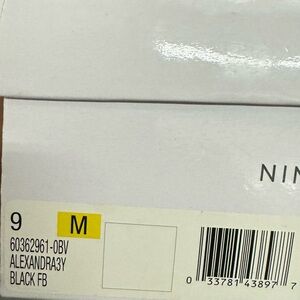 NIN
9 M
60362961-0BV
ALEXANDRA3Y
BLACK FB
0 33781 43897 7